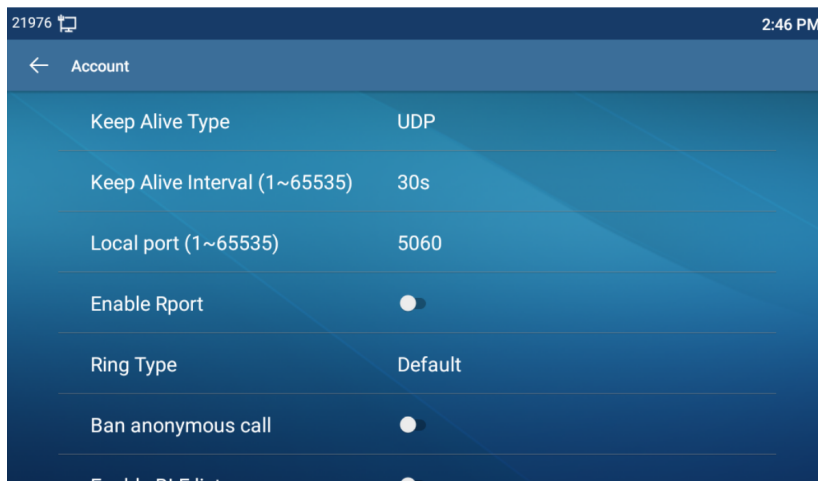 21976 2:46 PM
Account
Keep Alive Type UDP
Keep Alive Interval (1~65535) 30s
Local port (1~65535) 5060
Enable Rport
Ring Type Default
Ban anonymous call